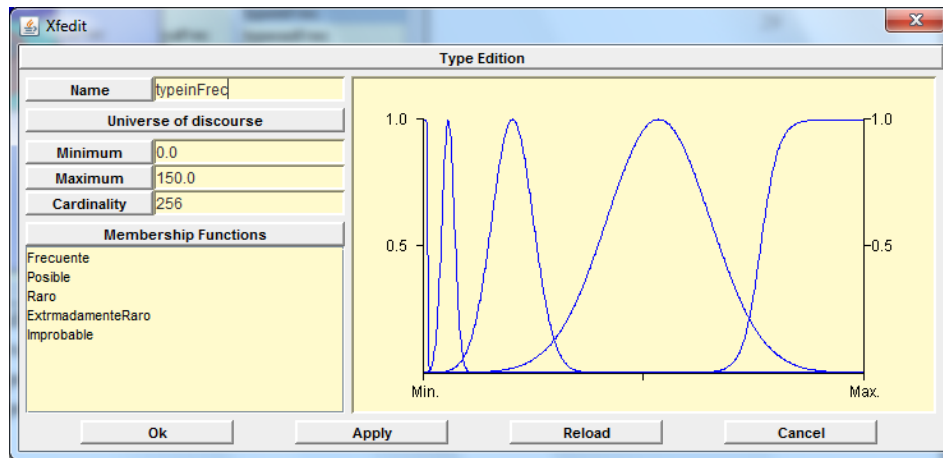 Xfedit
Type Edition
Name typeinFrec
Universe of discourse
Minimum 0.0
Maximum 150.0
Cardinality 256
Membership Functions
Frecuente
Posible
Raro
ExtrmadamenteRaro
Improbable
1.0 1.0
0.5 0.5
Min. Max.
Ok Apply Reload Cancel